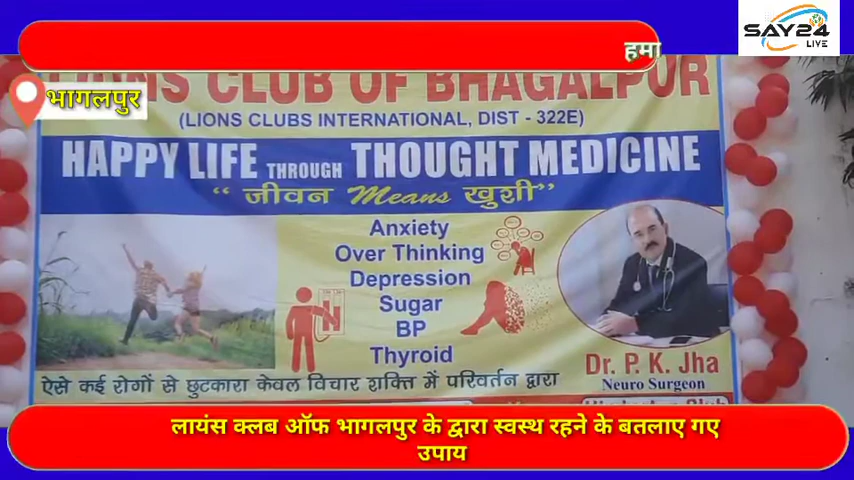 हमा
SAY24
LIVE
भागलपुर
LIONS CLUB OF BHAGALPUR
(LIONS CLUBS INTERNATIONAL, DIST - 322E)
HAPPY LIFE THROUGH THOUGHT MEDICINE
“ जीवन Means खुशी”
Anxiety
Over Thinking
Depression
Sugar
BP
Thyroid
Dr. P. K. Jha
Neuro Surgeon
ऐसे कई रोगों से छुटकारा केवल विचार शक्ति में परिवर्तन द्वारा
लायंस क्लब ऑफ भागलपुर के द्वारा स्वस्थ रहने के बतलाए गए
उपाय